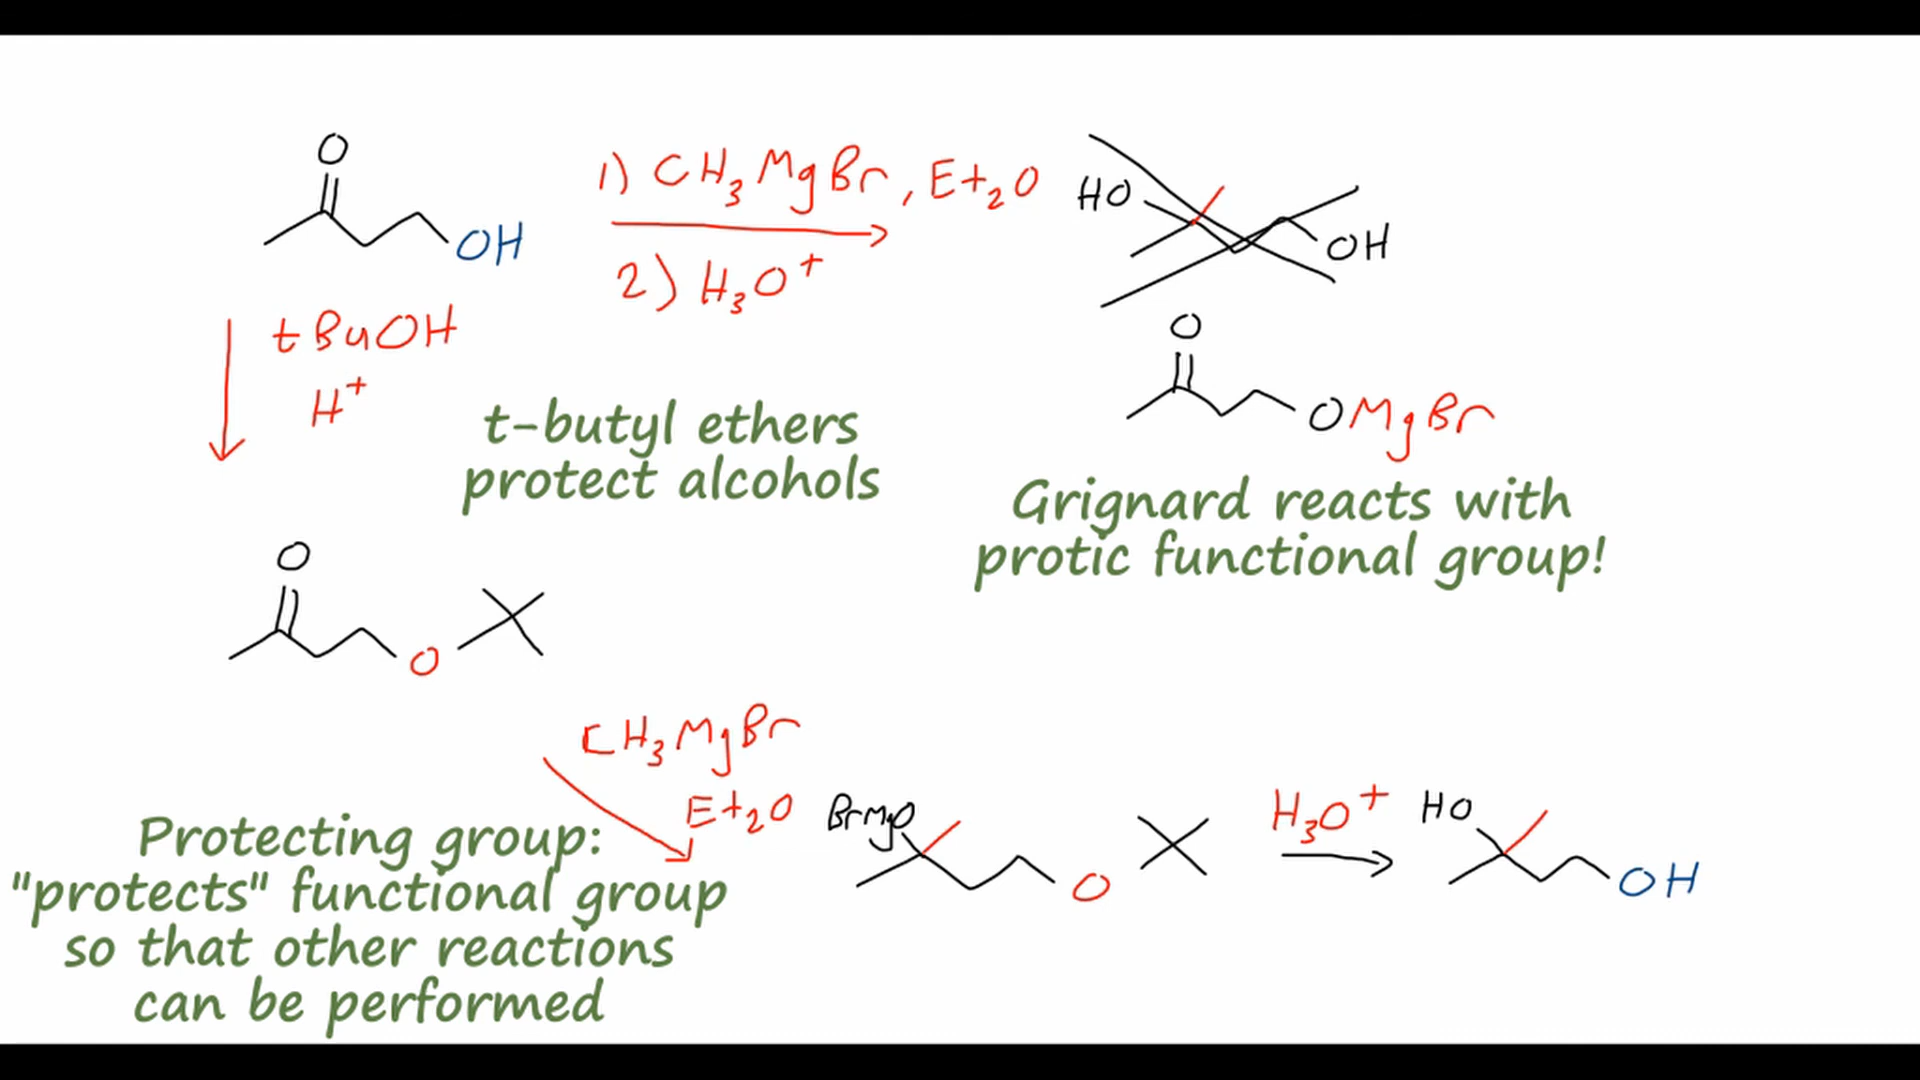 O
OH
1) CH3MgBr, Et2O
2) H3O+
HO
OH
tBuOH
H+
t-butyl ethers
protect alcohols
O
OMgBr
Grignard reacts with
protic functional group!
O
O
CH3MgBr
Et2O
Protecting group:
"protects" functional group
so that other reactions
can be performed
BrMgO
O
H3O+
HO
OH